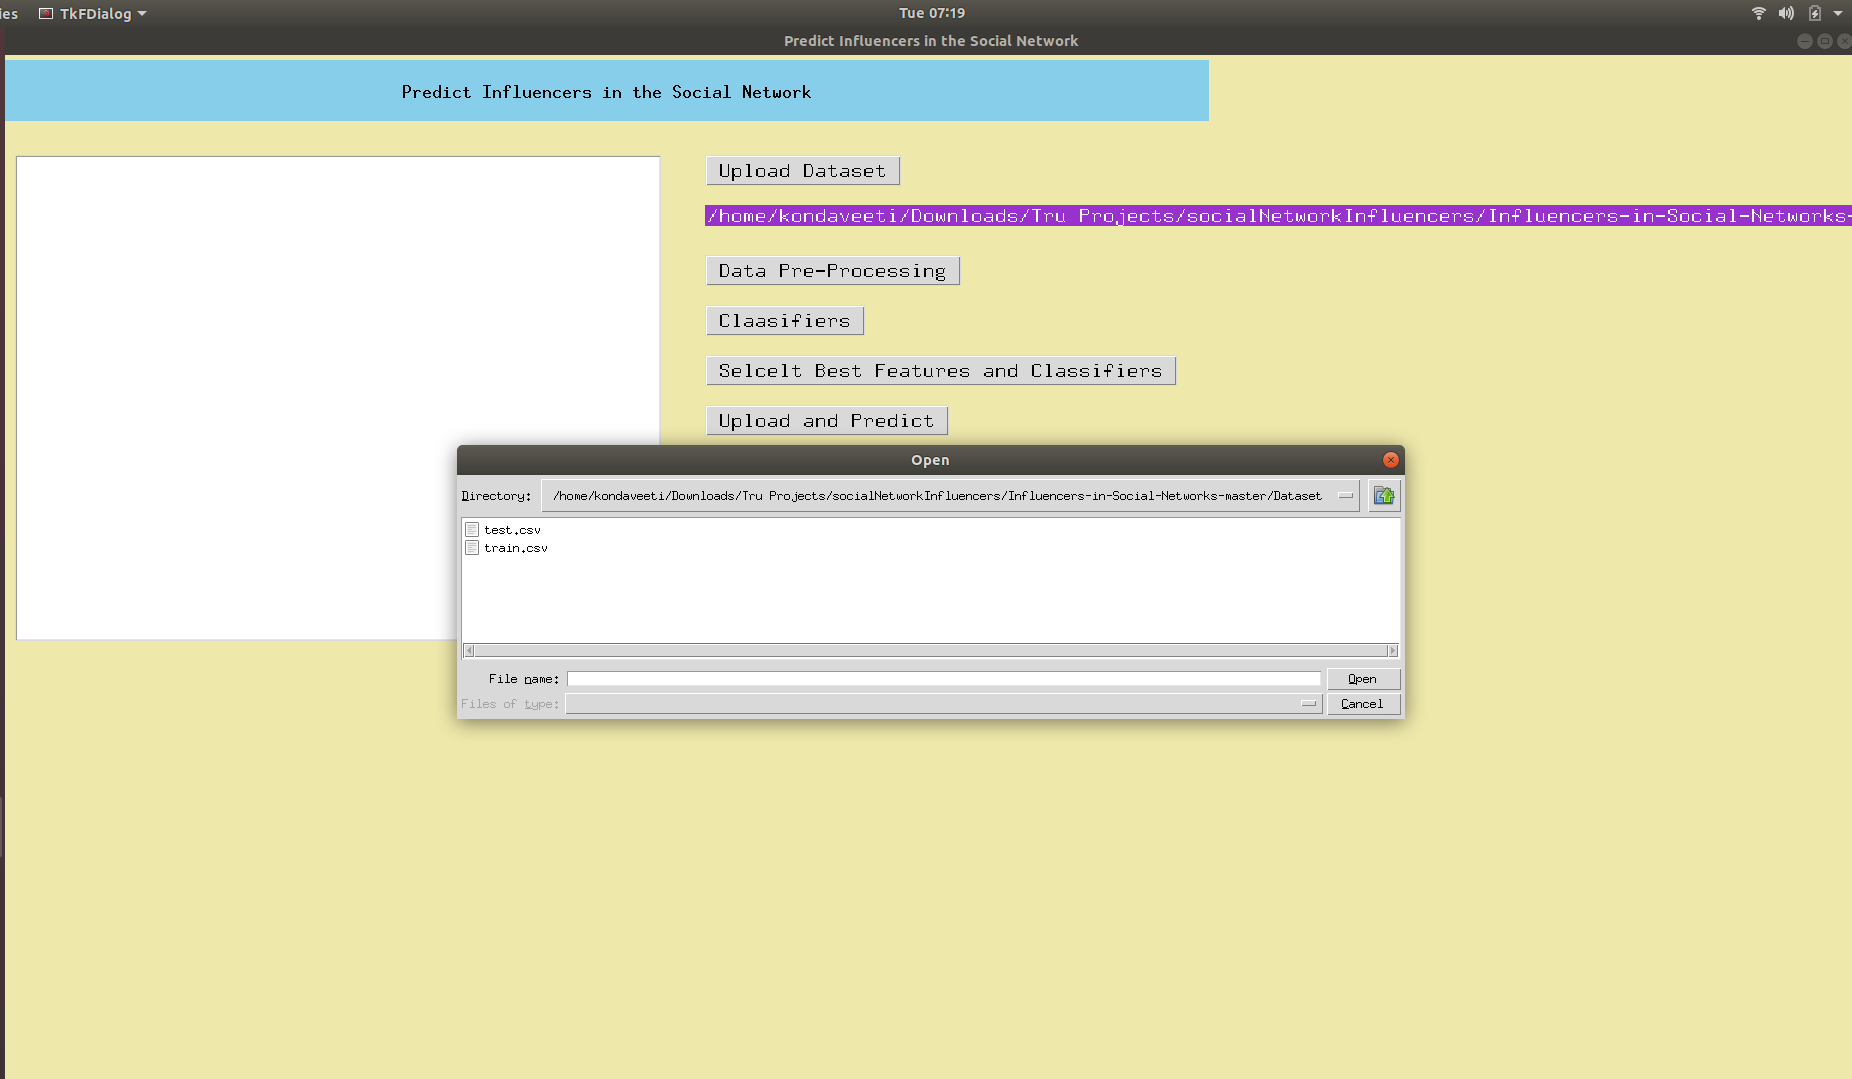 ies TkFDialog Tue 07:19
Predict Influencers in the Social Network
Predict Influencers in the Social Network
Upload Dataset
/home/kondaveeti/Downloads/Tru Projects/socialNetworkInfluencers/Influencers-in-Social-Networks-
Data Pre-Processing
Claasifiers
Selcelt Best Features and Classifiers
Upload and Predict
Open
Directory: /home/kondaveeti/Downloads/Tru Projects/socialNetworkInfluencers/Influencers-in-Social-Networks-master/Dataset
test.csv
train.csv
File name: Open
Files of type: Cancel